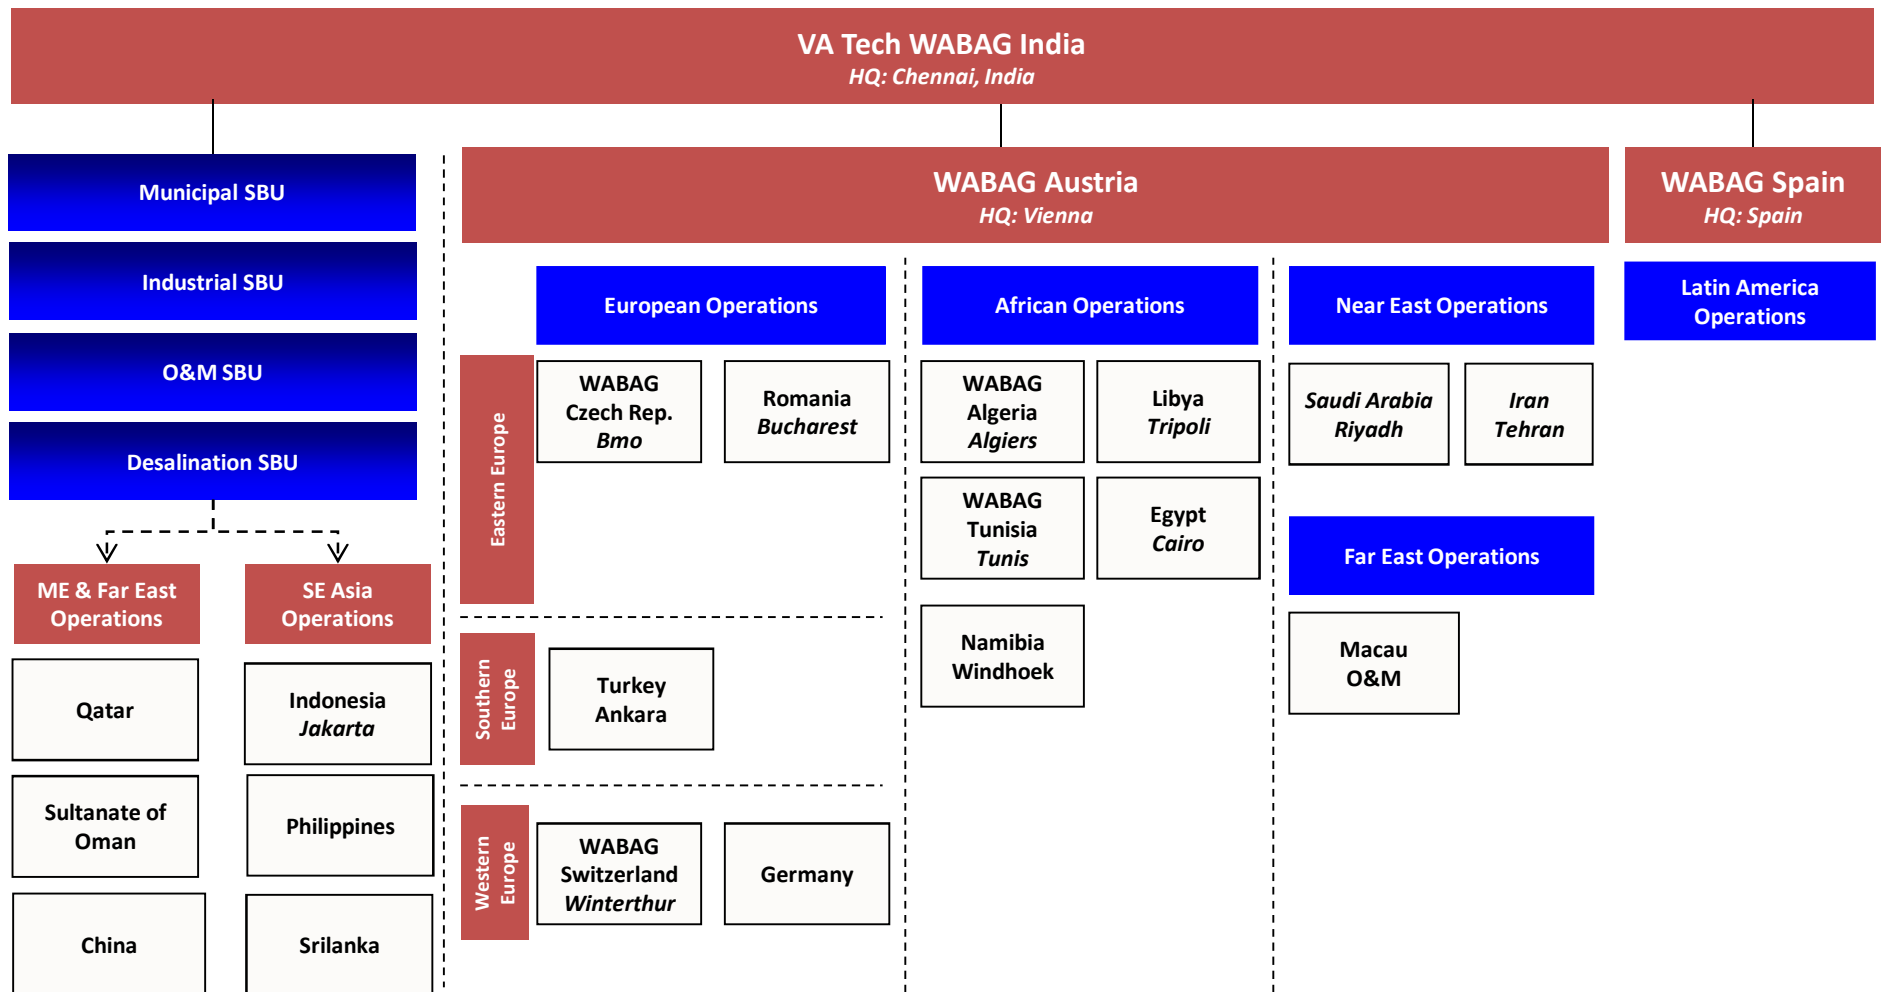 VA Tech WABAG India
HQ: Chennai, India
Municipal SBU
Industrial SBU
O&M SBU
Desalination SBU
ME & Far East
Operations
Qatar
Sultanate of
Oman
China
SE Asia
Operations
Indonesia
Jakarta
Philippines
Srilanka
WABAG Austria
HQ: Vienna
European Operations
Eastern Europe
WABAG
Czech Rep.
Bmo
Romania
Bucharest
Southern
Europe
Turkey
Ankara
Western
Europe
WABAG
Switzerland
Winterthur
Germany
African Operations
WABAG
Algeria
Algiers
Libya
Tripoli
WABAG
Tunisia
Tunis
Egypt
Cairo
Namibia
Windhoek
Near East Operations
Saudi Arabia
Riyadh
Iran
Tehran
Far East Operations
Macau
O&M
WABAG Spain
HQ: Spain
Latin America
Operations